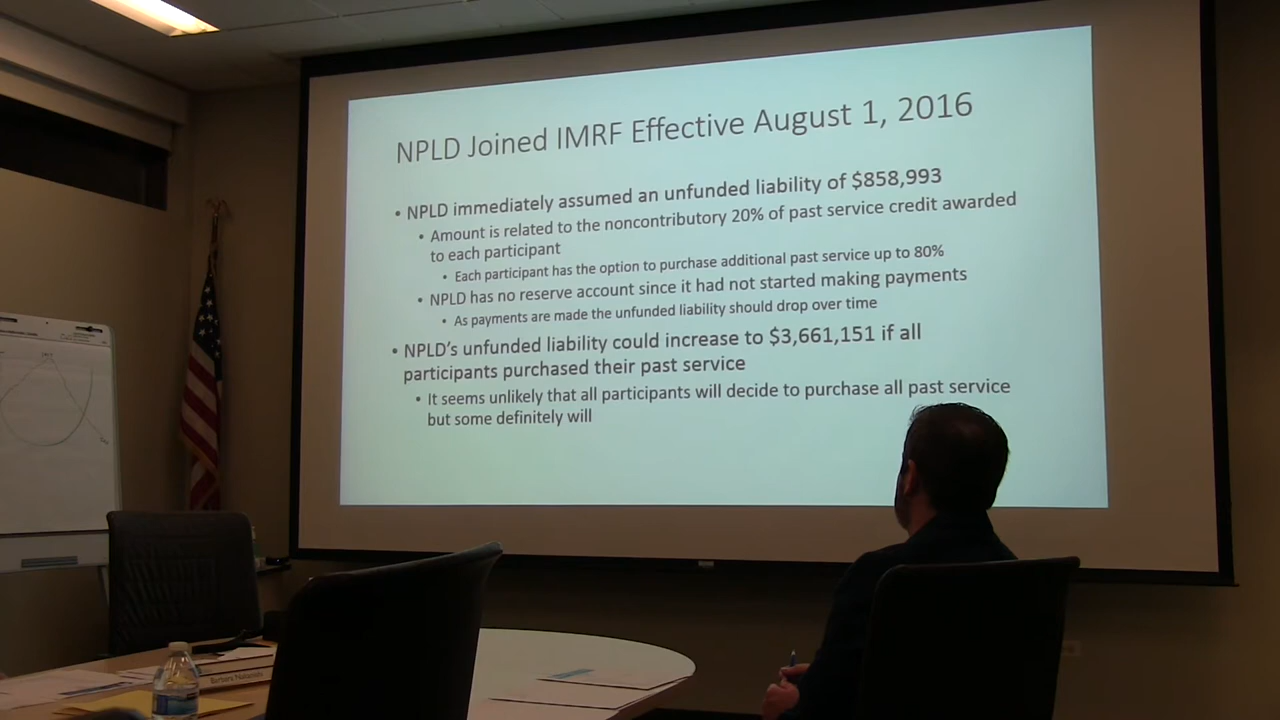 NPLD Joined IMRF Effective August 1, 2016
• NPLD immediately assumed an unfunded liability of $858,993
• Amount is related to the noncontributory 20% of past service credit awarded
to each participant
• Each participant has the option to purchase additional past service up to 80%
• NPLD has no reserve account since it had not started making payments
• As payments are made the unfunded liability should drop over time
• NPLD's unfunded liability could increase to $3,661,151 if all
participants purchased their past service
• It seems unlikely that all participants will decide to purchase all past service
but some definitely will
Barbara